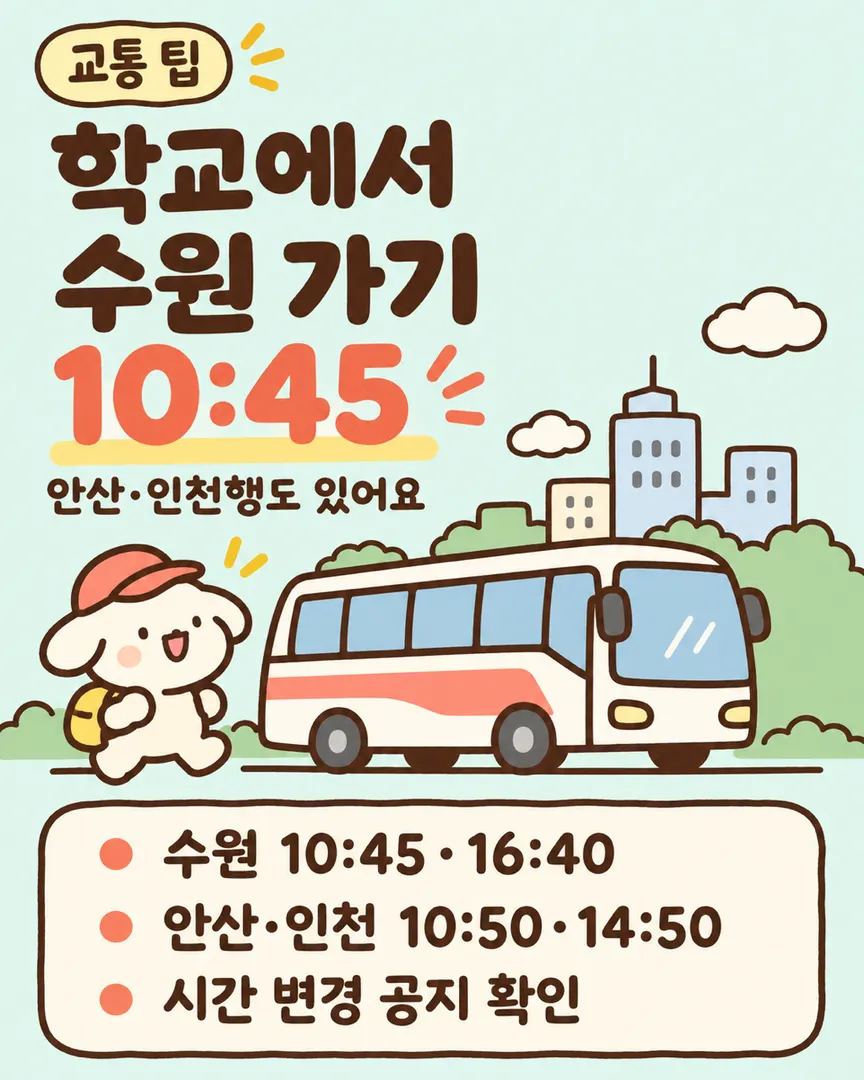 교통 팁
학교에서
수원 가기
10:45
안산·인천행도 있어요
수원 10:45·16:40
안산·인천 10:50·14:50
시간 변경 공지 확인